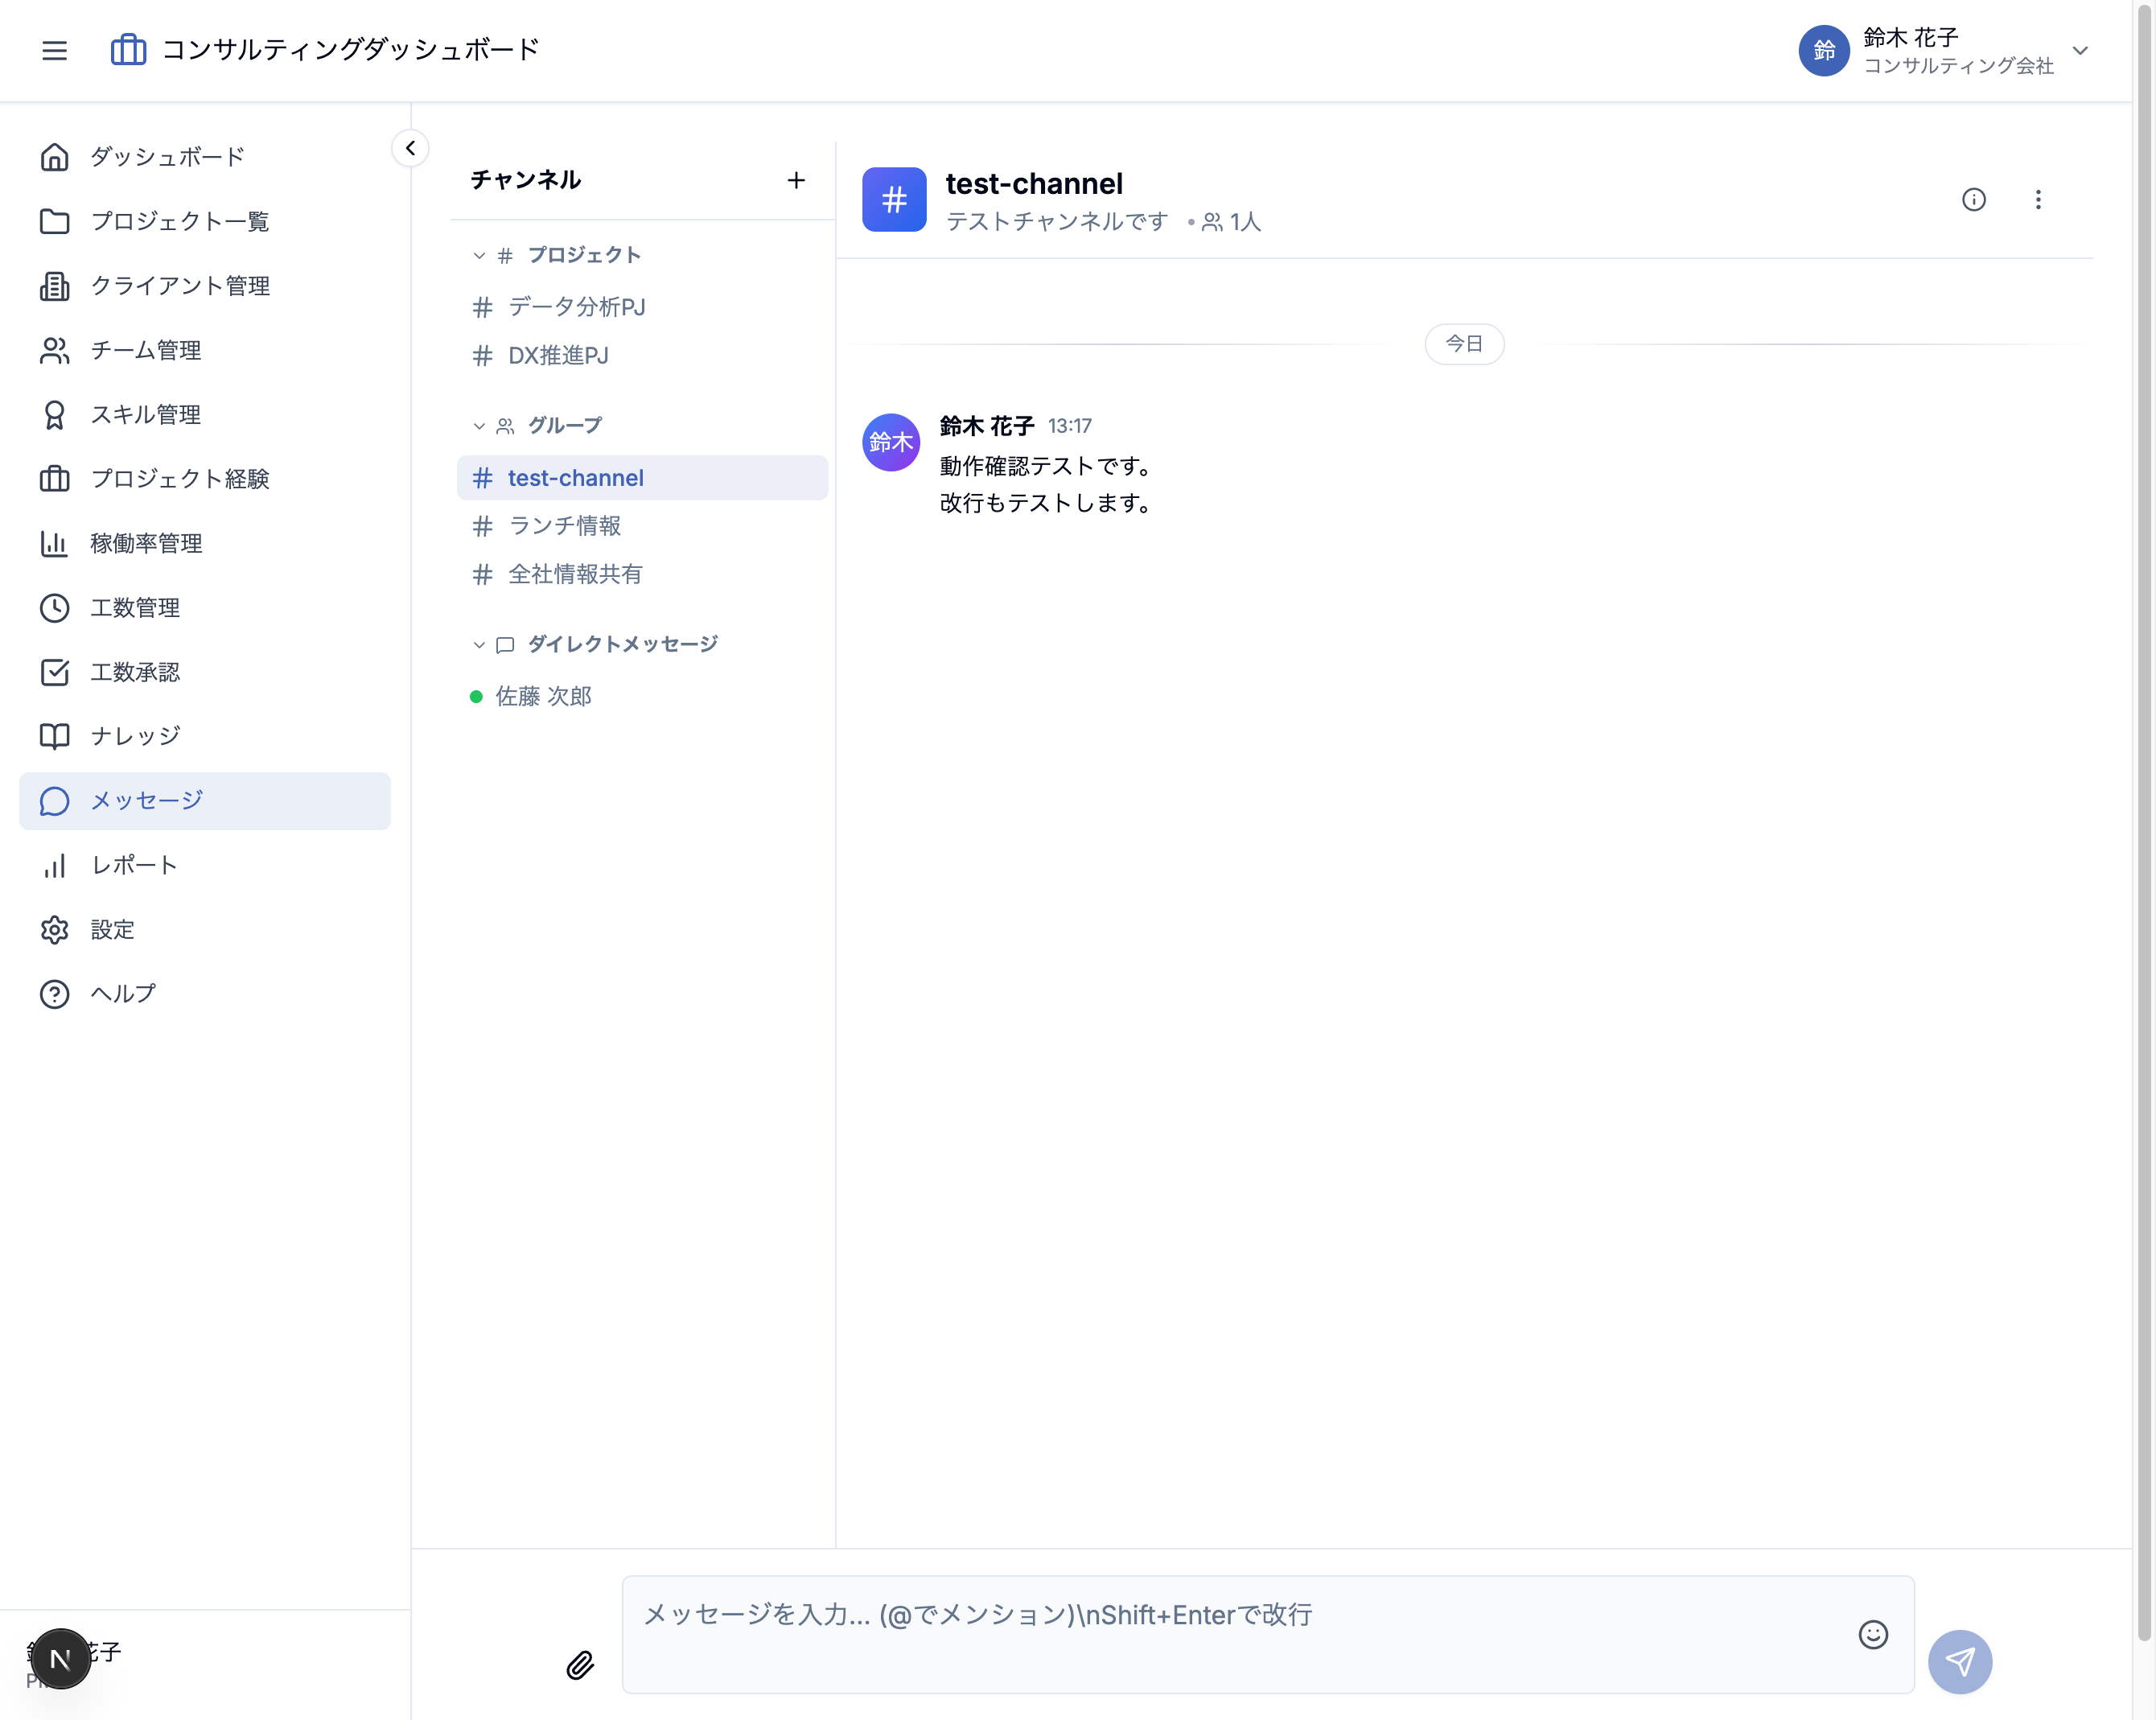 コンサルティングダッシュボード
鈴
鈴木 花子
コンサルティング会社
ダッシュボード
プロジェクト一覧
クライアント管理
チーム管理
スキル管理
プロジェクト経験
稼働率管理
工数管理
工数承認
ナレッジ
メッセージ
レポート
設定
ヘルプ
花子
N
チャンネル
# プロジェクト
# データ分析PJ
# DX推進PJ
グループ
# test-channel
# ランチ情報
# 全社情報共有
ダイレクトメッセージ
佐藤 次郎
#
test-channel
テストチャンネルです • 1人
今日
鈴木
鈴木 花子 13:17
動作確認テストです。
改行もテストします。
メッセージを入力... (@でメンション)\nShift+Enterで改行